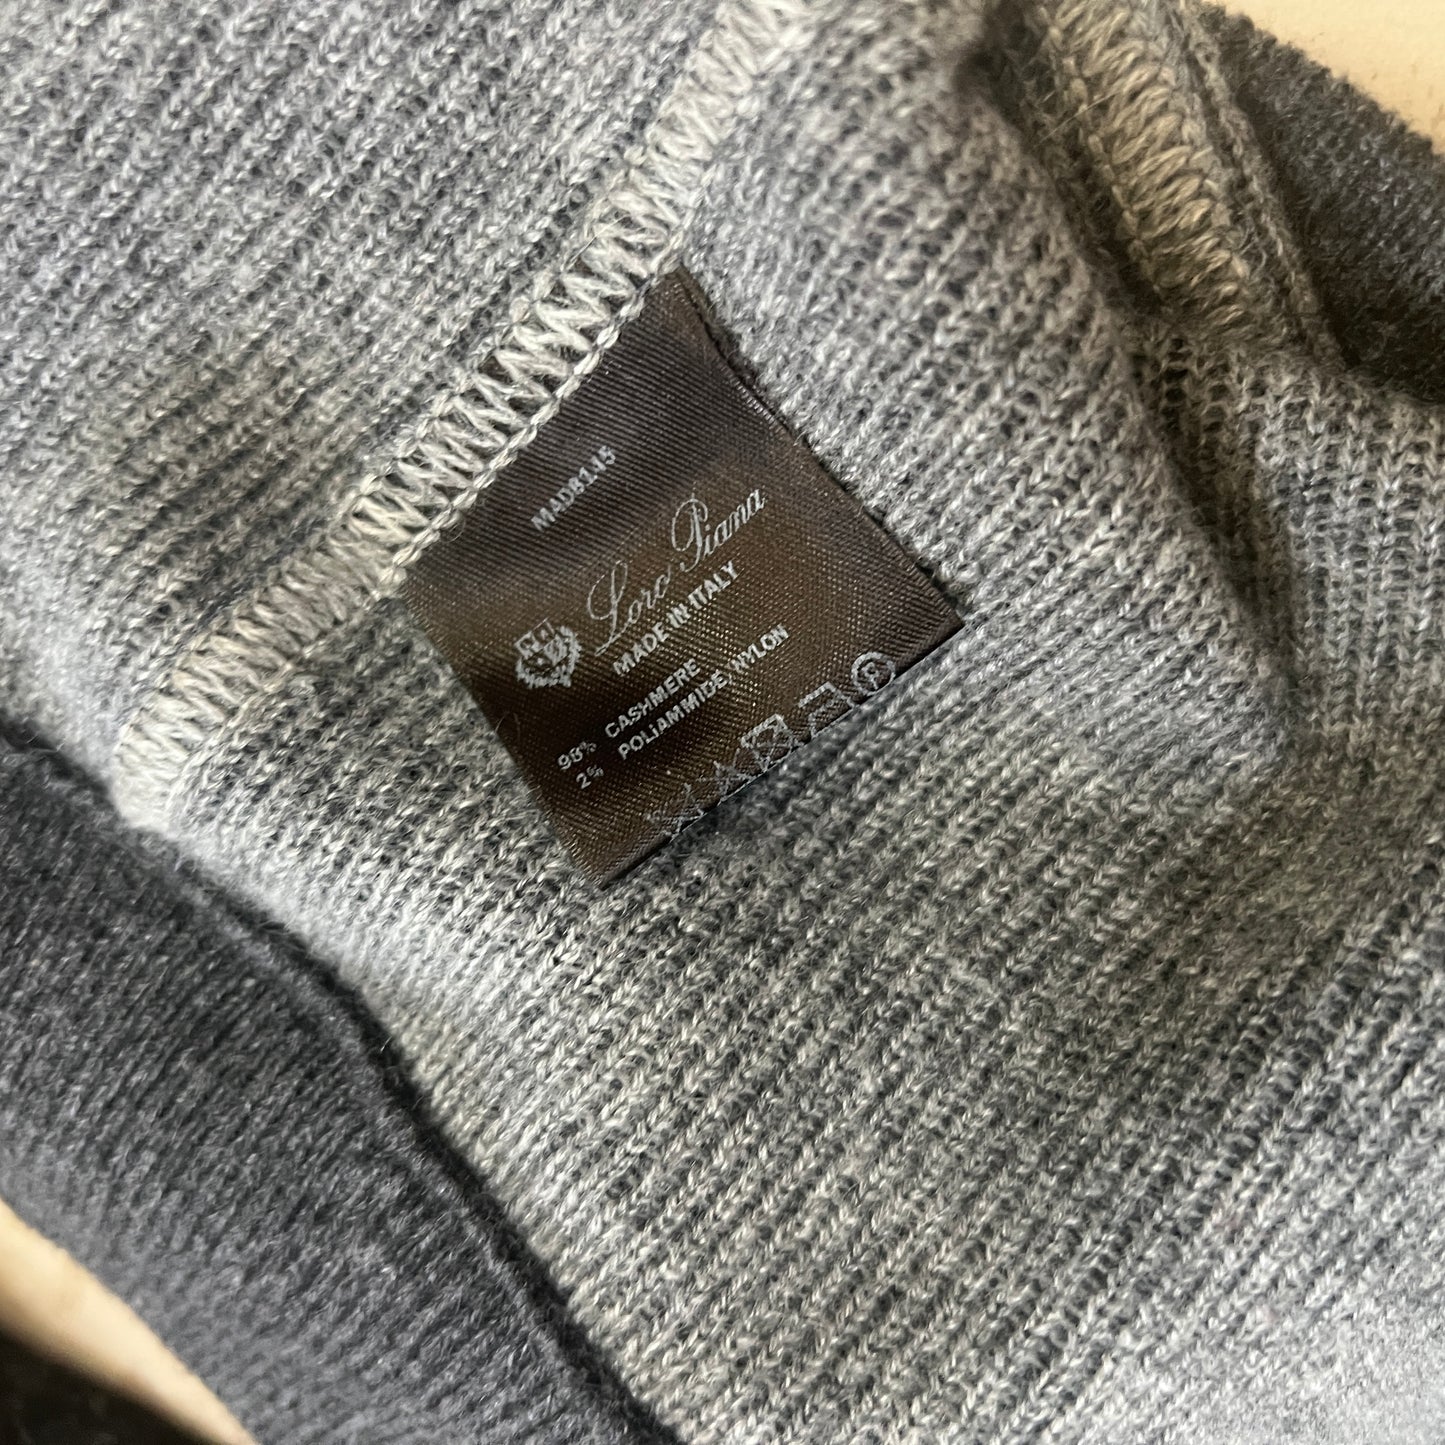 MAD8145
Loro Piana
MADE IN ITALY
98% CASHMERE
2% POLIAMMIDE/NYLON
P